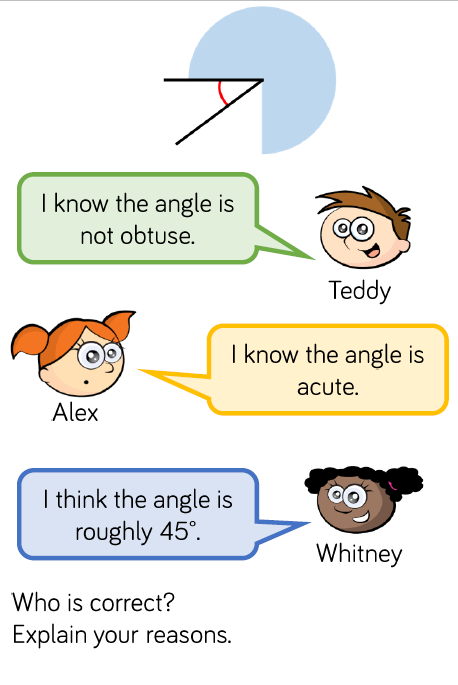 I know the angle is
not obtuse.
Teddy
I know the angle is
acute.
Alex
I think the angle is
roughly 45°.
Whitney
Who is correct?
Explain your reasons.